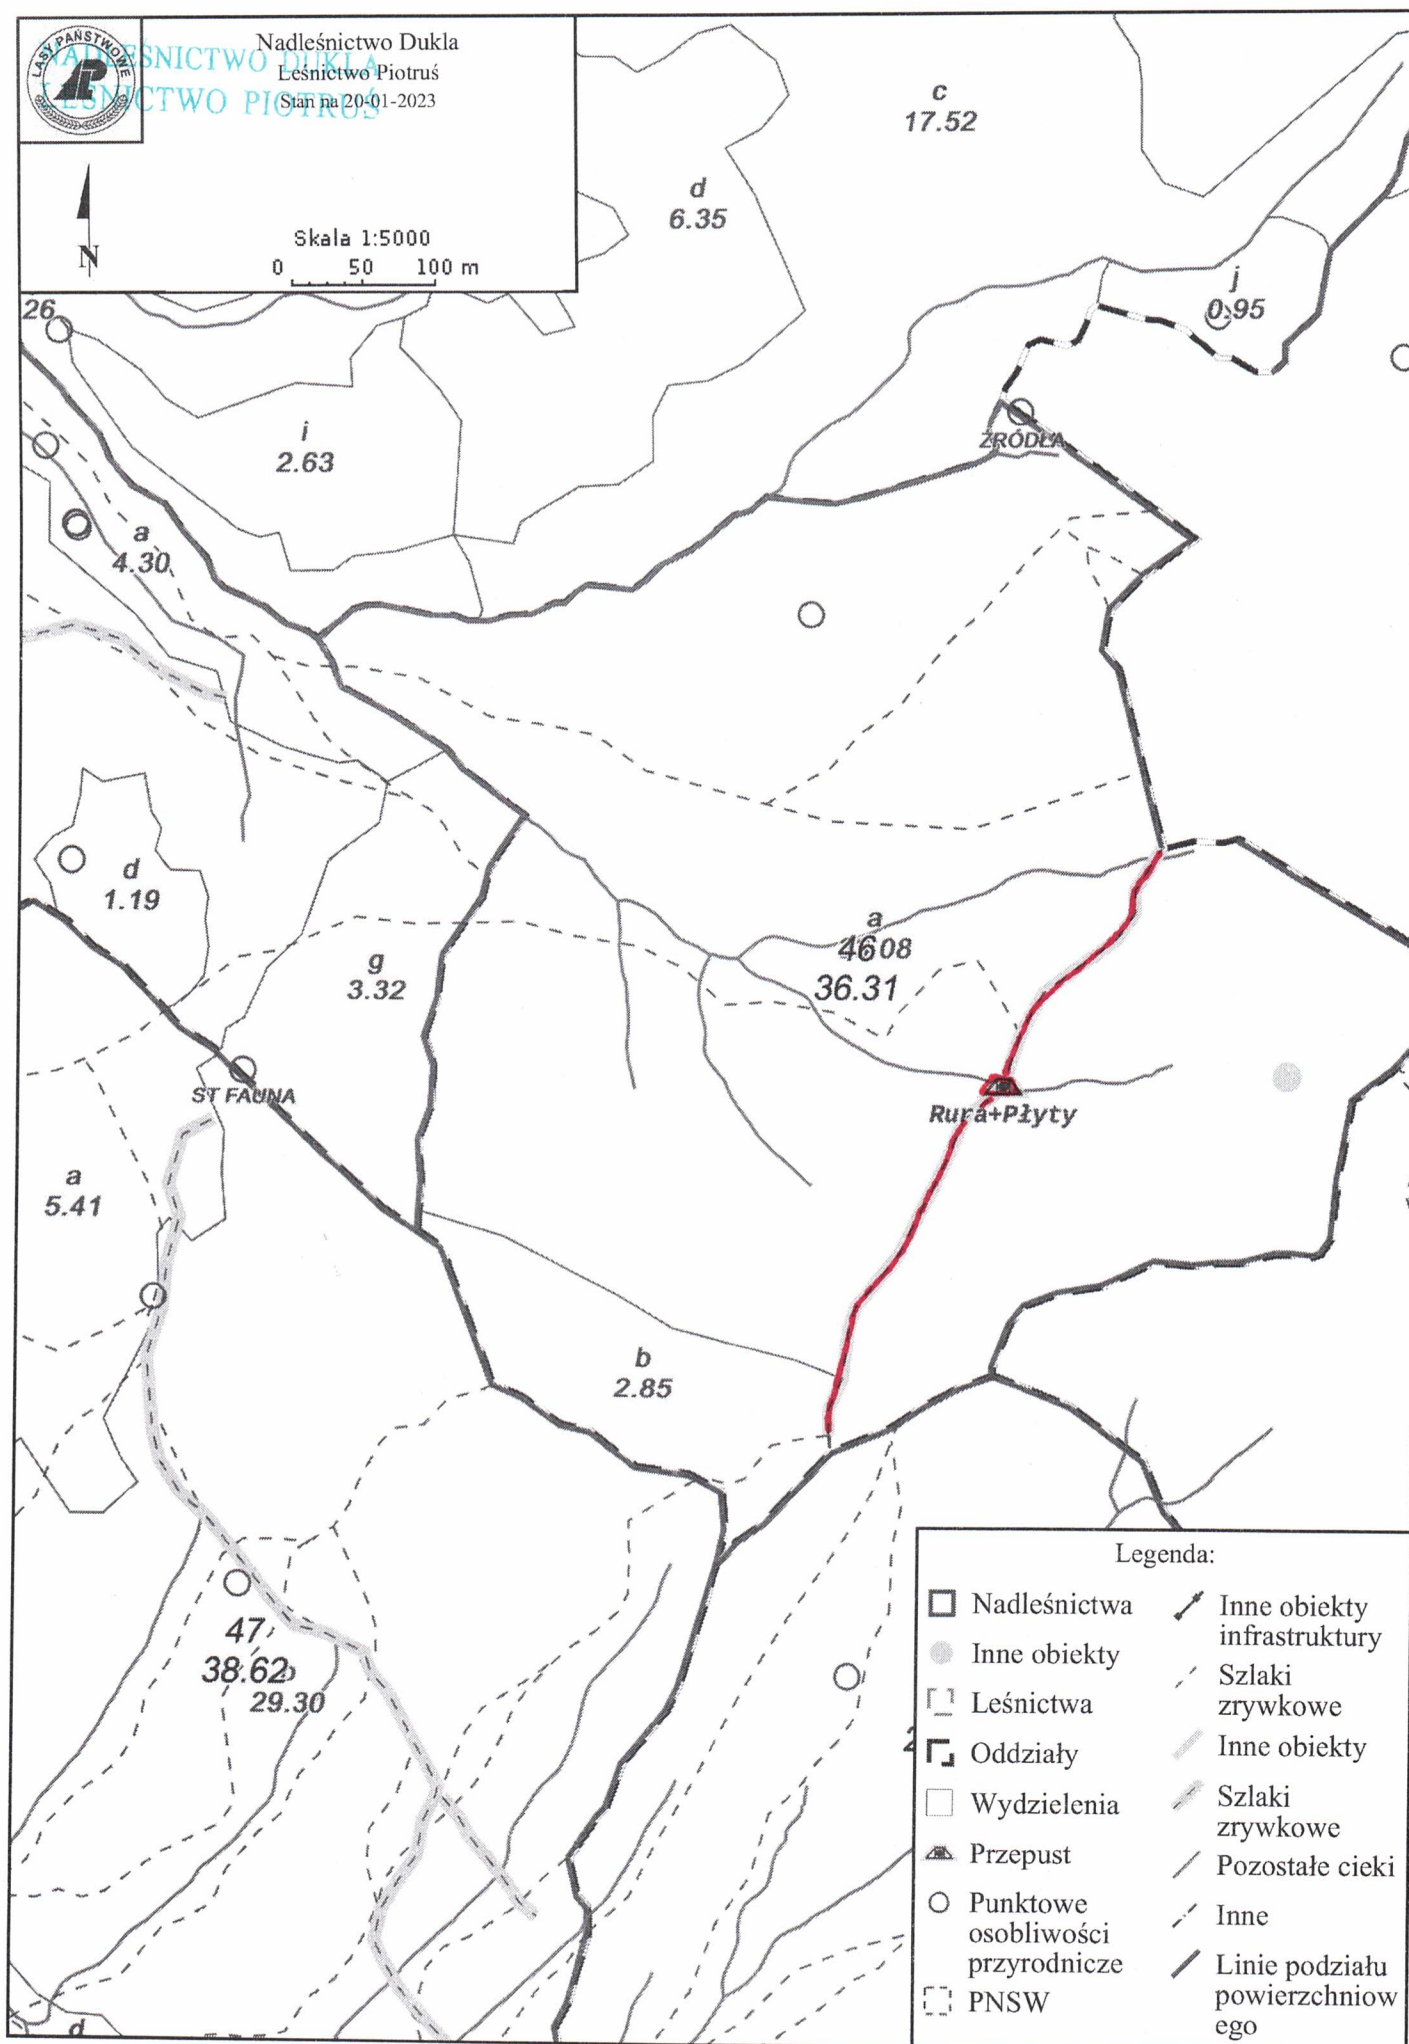 LASY PAŃSTWOWE
NADLEŚNICTWO DUKLA
LEŚNICTWO PIOTRUŚ
Nadleśnictwo Dukla
Leśnictwo Piotruś
Stan na 20-01-2023
N
Skala 1:5000
0 50 100 m
c
17.52
d
6.35
j
0.95
26
i
2.63
ŹRÓDŁA
a
4.30
d
1.19
a
46
36.31
g
3.32
ST FAUNA
Rura+Płyty
a
5.41
b
2.85
47
38.62
29.30
d
Legenda:
Nadleśnictwa
Inne obiekty
Leśnictwa
Oddziały
Wydzielenia
Przepust
Punktowe
osobliwości
przyrodnicze
PNSW
Inne obiekty
infrastruktury
Szlaki
zrywkowe
Inne obiekty
Szlaki
zrywkowe
Pozostałe cieki
Inne
Linie podziału
powierzchniow
ego